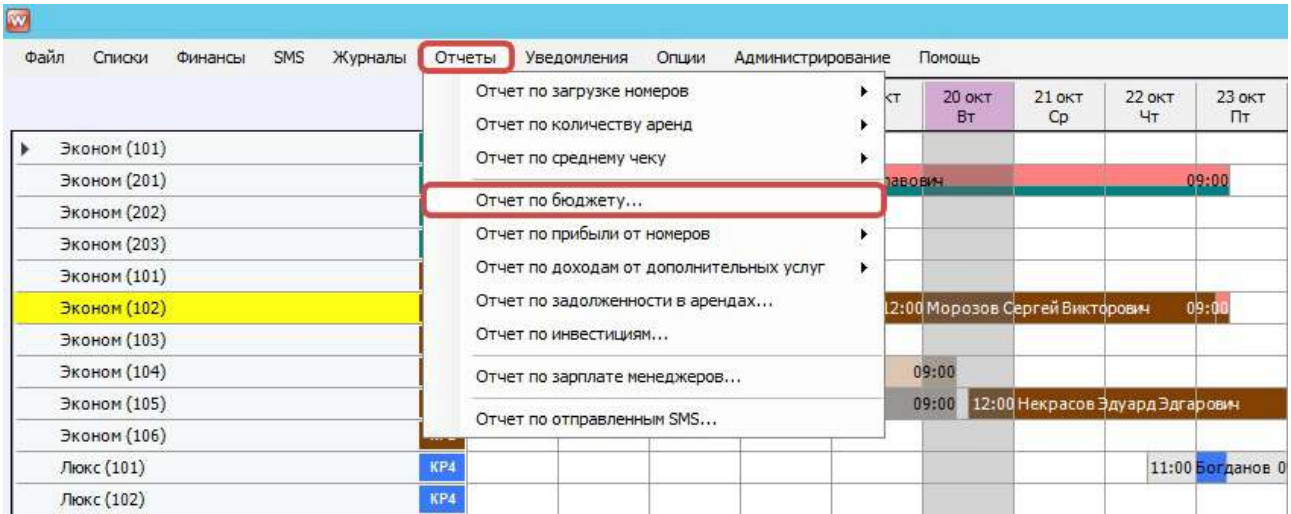 Файл Списки Финансы SMS Журналы Отчеты Уведомления Опции Администрирование Помощь
Отчет по загрузке номеров
Отчет по количеству аренд
Отчет по среднему чеку
Отчет по бюджету...
Отчет по прибыли от номеров
Отчет по доходам от дополнительных услуг
Отчет по задолженности в арендах...
Отчет по инвестициям...
Отчет по зарплате менеджеров...
Отчет по отправленным SMS...
кт 20 окт 21 окт 22 окт 23 окт
Вт Ср Чт Пт
Эконом (101)
Эконом (201) 09:00
Эконом (202)
Эконом (203)
Эконом (101)
Эконом (102) 12:00 Морозов Сергей Викторович 09:00
Эконом (103)
Эконом (104) 09:00
Эконом (105) 09:00 12:00 Некрасов Эдуард Эдгарович
Эконом (106)
Люкс (101) КР4 11:00 Богданов 0
Люкс (102) КР4